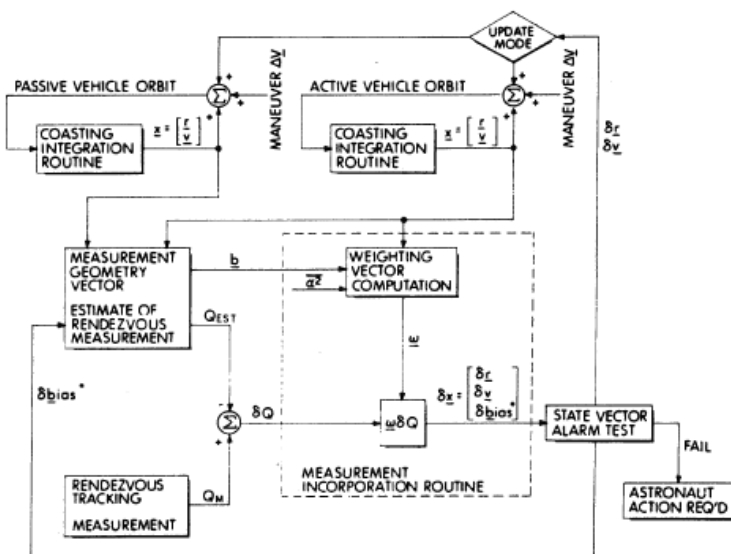 UPDATE
MODE
PASSIVE VEHICLE ORBIT
MANEUVER ΔV
ACTIVE VEHICLE ORBIT
MANEUVER ΔV
+
+
+
+
+
+
Σ
Σ
COASTING
INTEGRATION
ROUTINE
x = [r
v]
COASTING
INTEGRATION
ROUTINE
x = [r
v]
δr
δv
MEASUREMENT
GEOMETRY
VECTOR
ESTIMATE OF
RENDEZVOUS
MEASUREMENT
b
α2
WEIGHTING
VECTOR
COMPUTATION
QEST
ω
δbias*
-
Σ
+
δQ
ωδQ
δx = [δr
δv
δbias*]
STATE VECTOR
ALARM TEST
FAIL
MEASUREMENT
INCORPORATION ROUTINE
RENDEZVOUS
TRACKING
MEASUREMENT
QM
ASTRONAUT
ACTION REQ'D